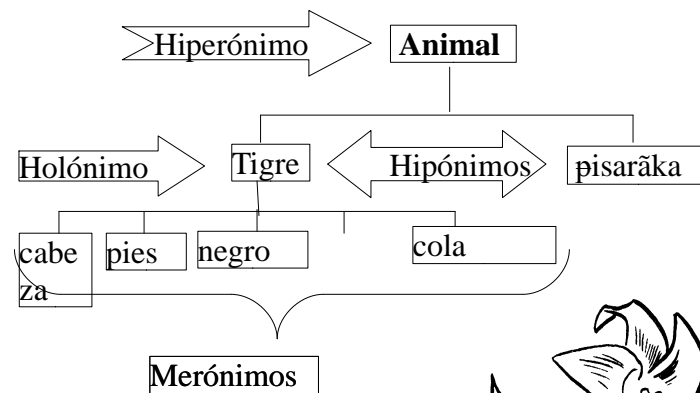 Hiperónimo
Animal
Holónimo
Tigre
Hipónimos
pisarãka
cabe
za
pies
negro
cola
Merónimos